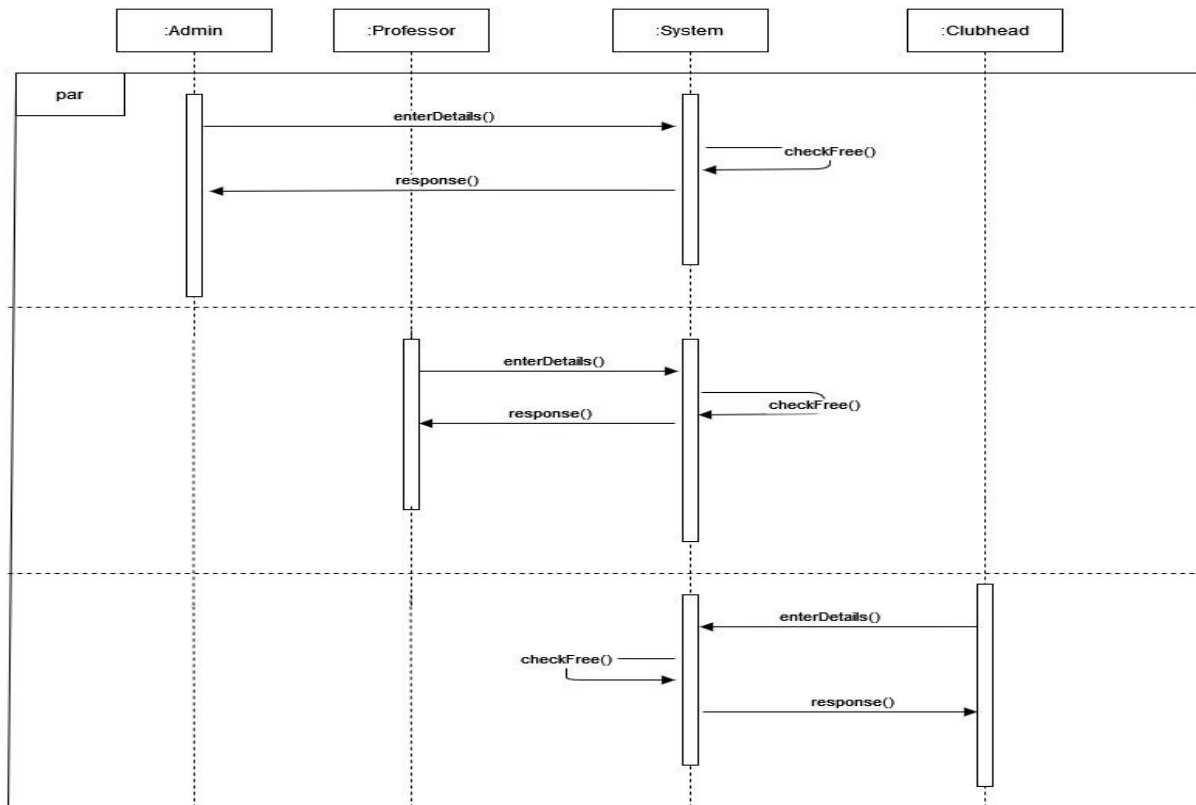 :Admin
:Professor
:System
:Clubhead
par
enterDetails()
checkFree()
response()
enterDetails()
checkFree()
response()
enterDetails()
checkFree()
response()